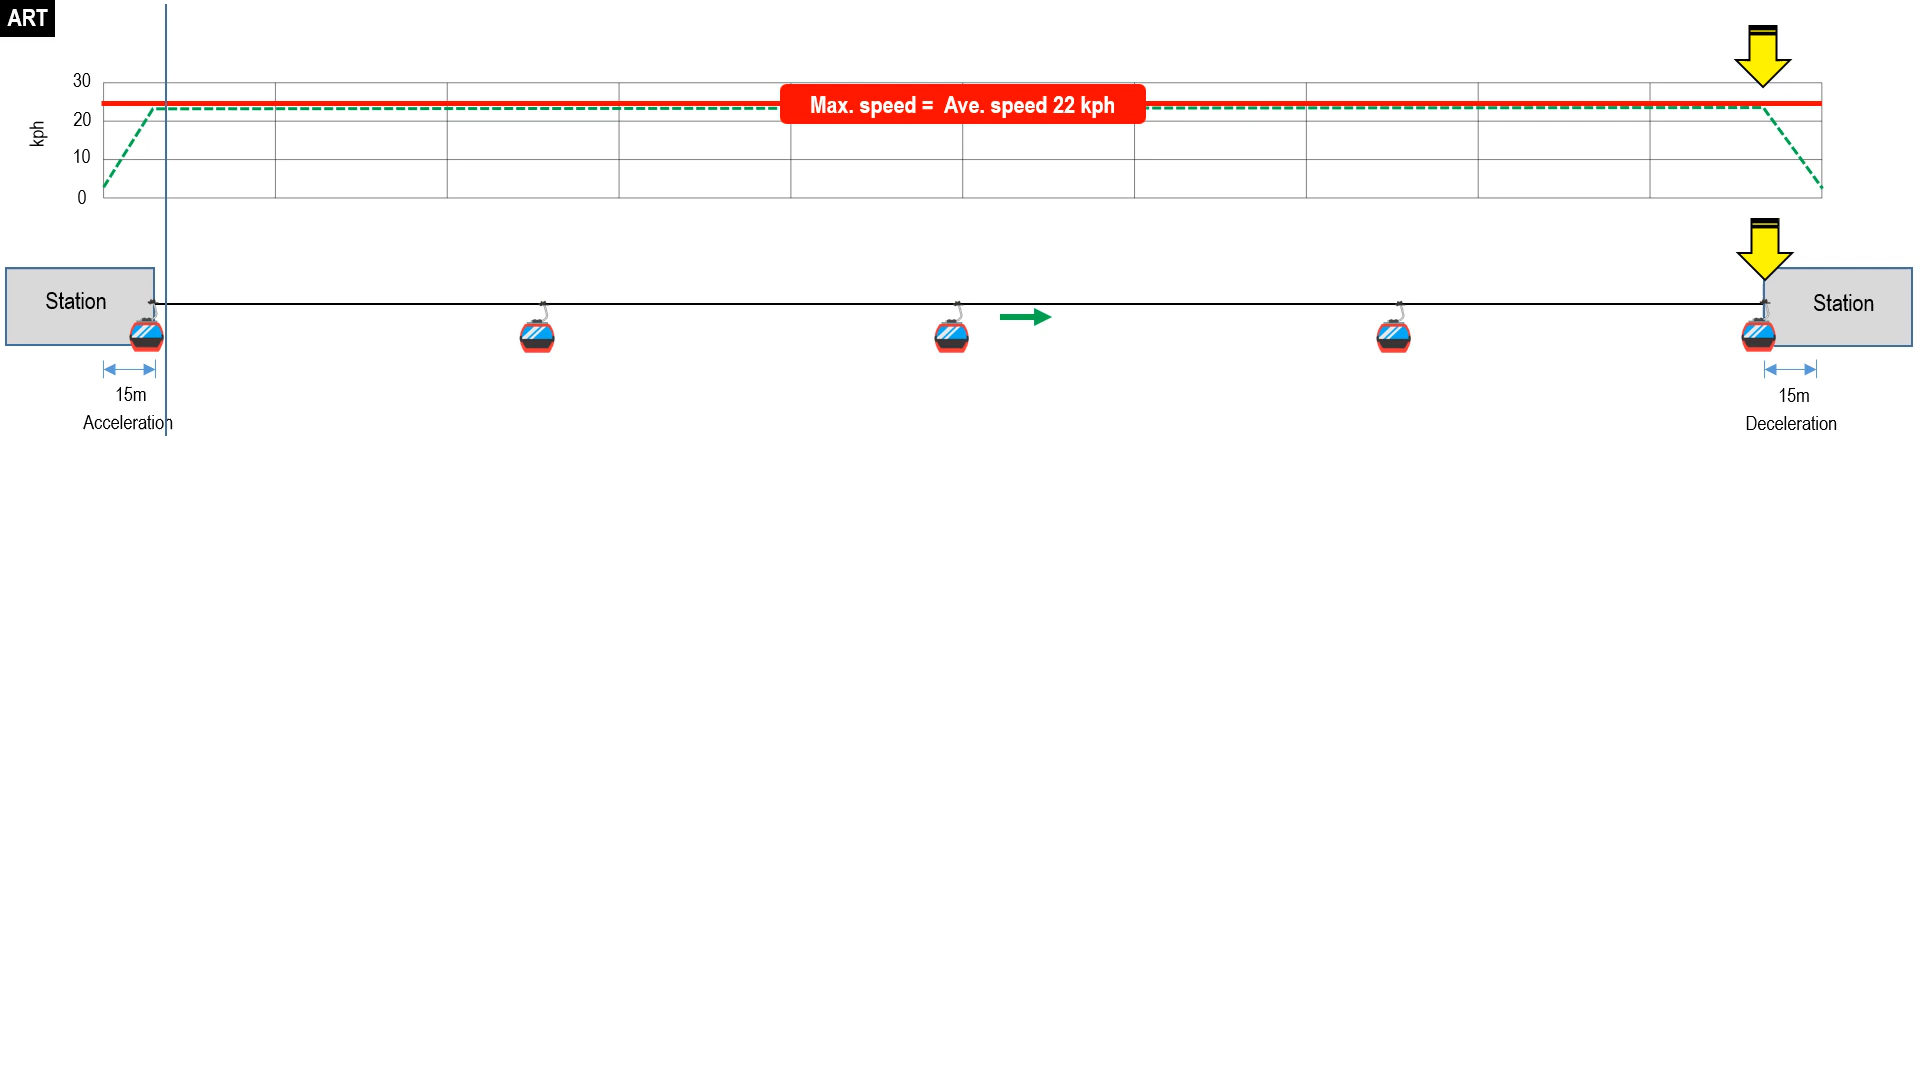 ART
30
20
10
0
kph
Max. speed =  Ave. speed 22 kph
Station
Station
15m
Acceleration
15m
Deceleration